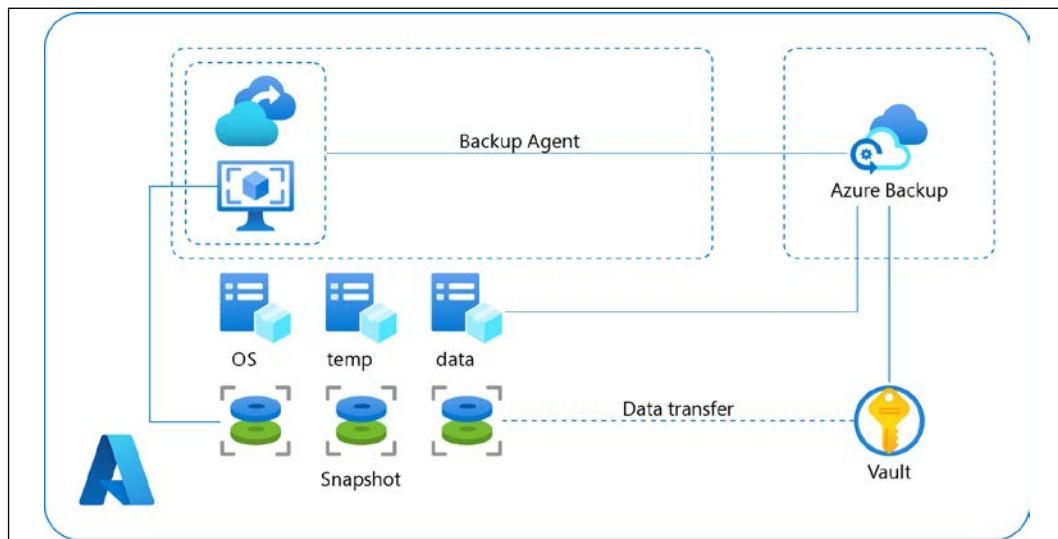 Backup Agent
Azure Backup
OS
temp
data
Data transfer
Snapshot
Vault